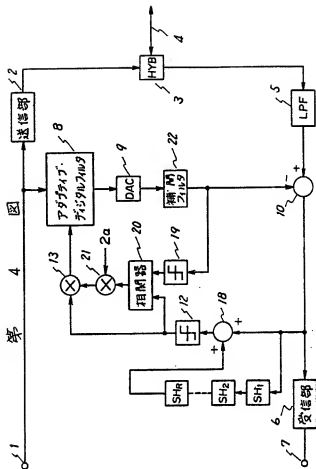 第 4 図
1
送信部
2
HYB
3
4
LPF
5
アダプティブ・
ディジタルフィルタ
8
DAC
9
補間
フィルタ
22
10
13
21
2a
相関器
20
19
12
18
SHR
SH2
SH1
受信部
6
7
+
+
+
-